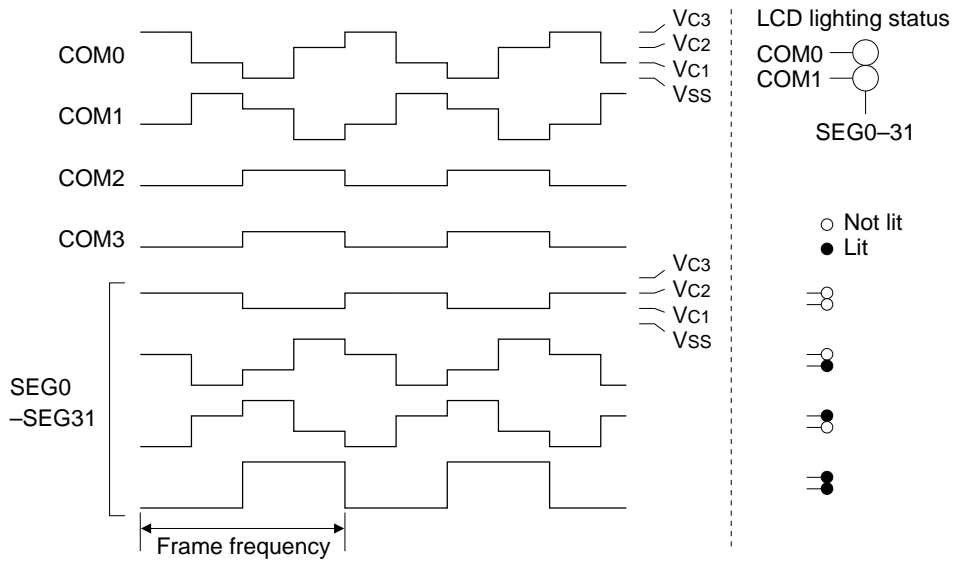 COM0
COM1
COM2
COM3
VC3
VC2
VC1
VSS
VC3
VC2
VC1
VSS
SEG0
–SEG31
Frame frequency
LCD lighting status
COM0
COM1
SEG0–31
Not lit
Lit